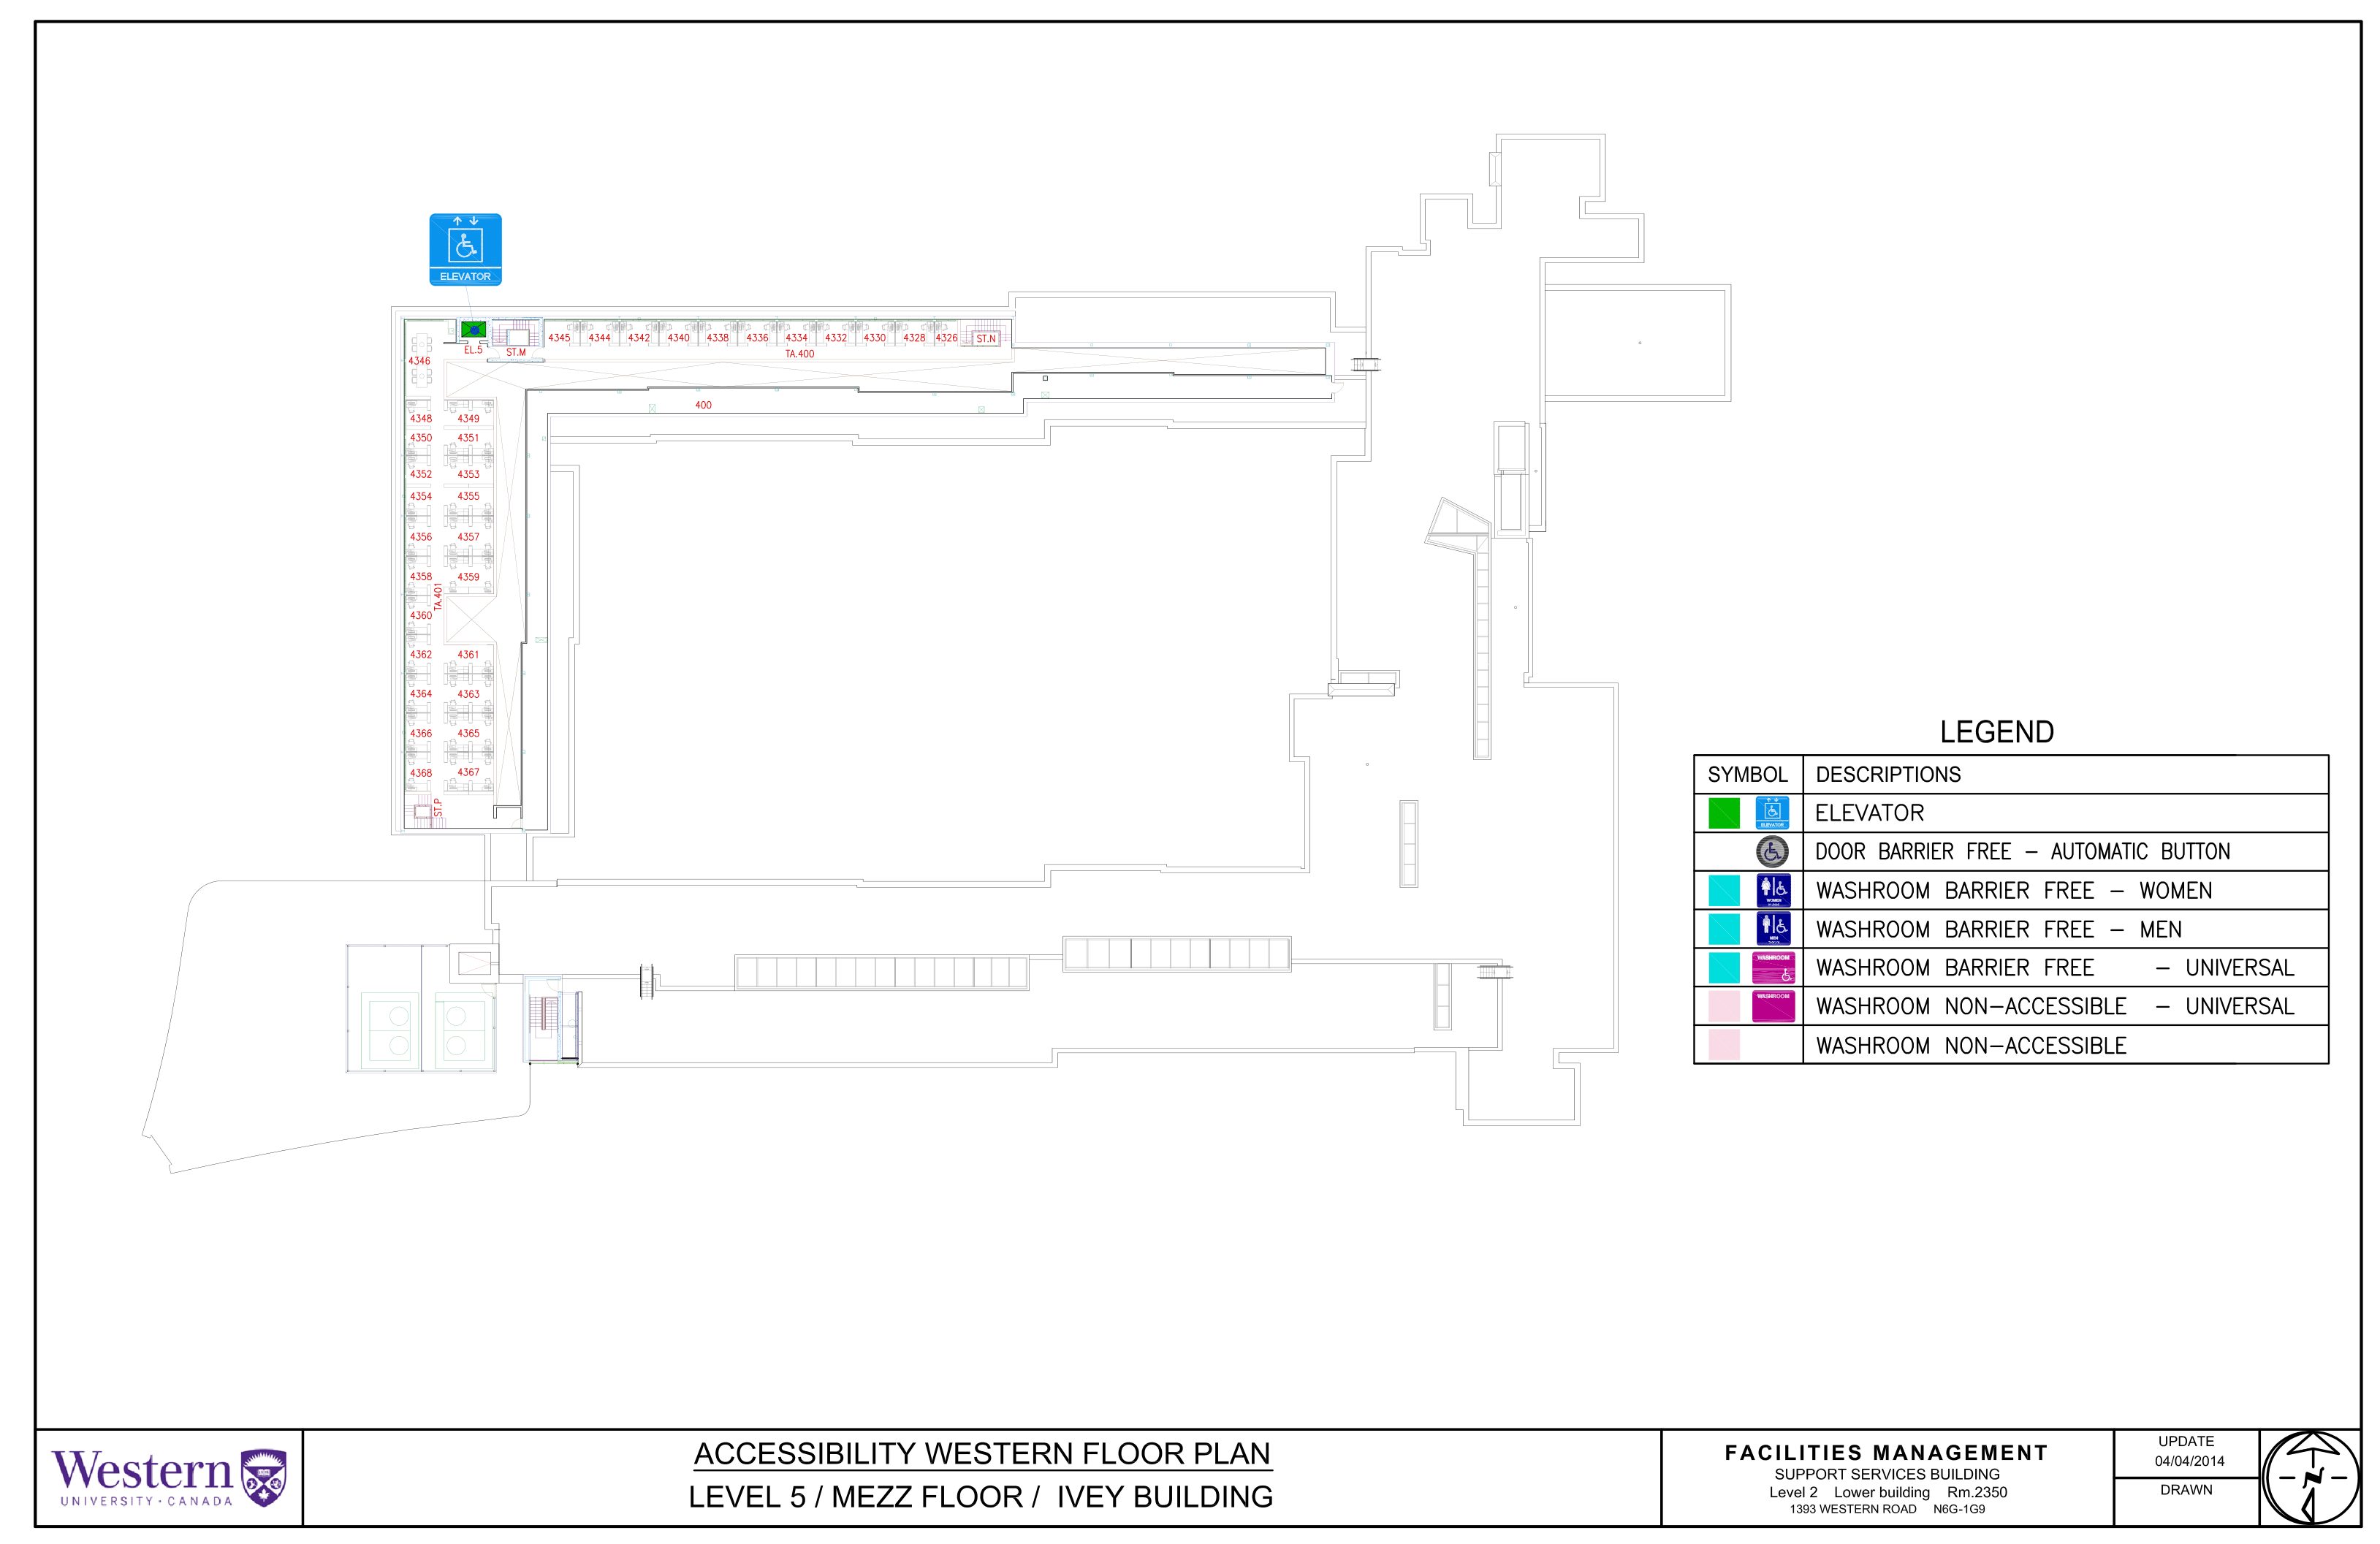 ELEVATOR
4345 4344 4342 4340 4338 4336 4334 4332 4330 4328 4326 ST.N
EL.5 ST.M TA.400
4346
400
4348 4349
4350 4351
4352 4353
4354 4355
4356 4357
4358 4359
TA.401
4360
4362 4361
4364 4363
4366 4365
4368 4367
ST.P
LEGEND
SYMBOL DESCRIPTIONS
ELEVATOR ELEVATOR
DOOR BARRIER FREE - AUTOMATIC BUTTON
WOMEN WASHROOM BARRIER FREE - WOMEN
MEN WASHROOM BARRIER FREE - MEN
WASHROOM WASHROOM BARRIER FREE - UNIVERSAL
WASHROOM WASHROOM NON-ACCESSIBLE - UNIVERSAL
WASHROOM NON-ACCESSIBLE
Western
UNIVERSITY · CANADA
ACCESSIBILITY WESTERN FLOOR PLAN
LEVEL 5 / MEZZ FLOOR / IVEY BUILDING
FACILITIES MANAGEMENT
SUPPORT SERVICES BUILDING
Level 2 Lower building Rm.2350
1393 WESTERN ROAD N6G-1G9
UPDATE
04/04/2014
DRAWN
N